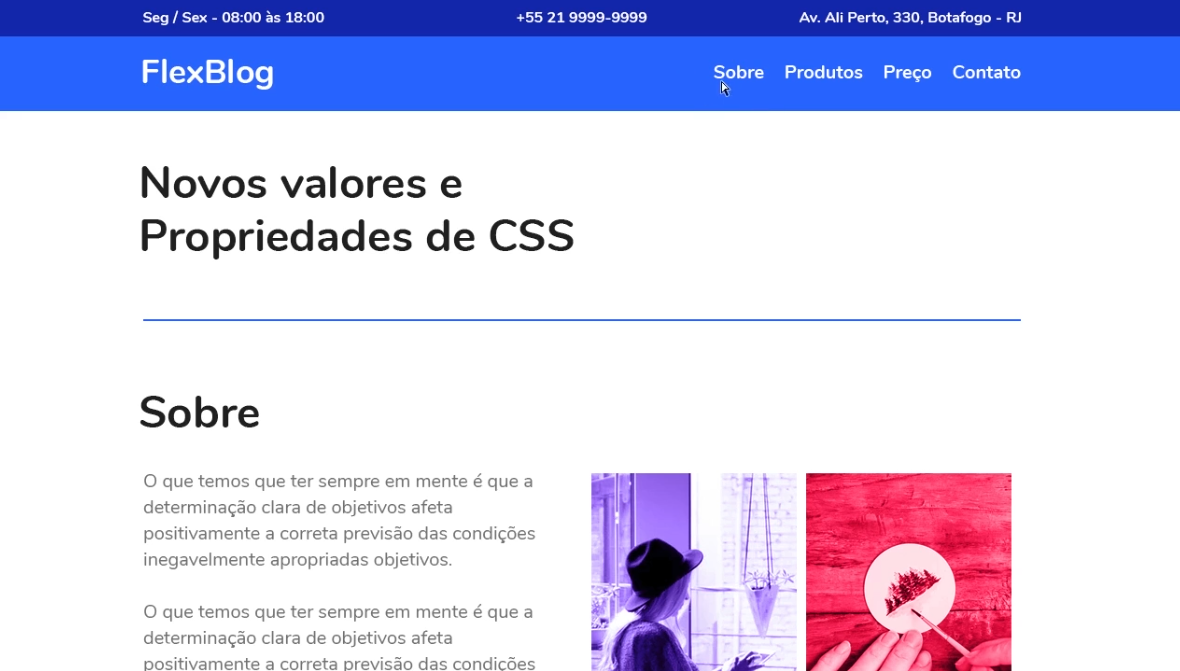 Seg / Sex - 08:00 às 18:00
+55 21 9999-9999
Av. Ali Perto, 330, Botafogo - RJ
FlexBlog
Sobre Produtos Preço Contato
Novos valores e
Propriedades de CSS
Sobre
O que temos que ter sempre em mente é que a
determinação clara de objetivos afeta
positivamente a correta previsão das condições
inegavelmente apropriadas objetivos.
O que temos que ter sempre em mente é que a
determinação clara de objetivos afeta
positivamente a correta previsão das condições